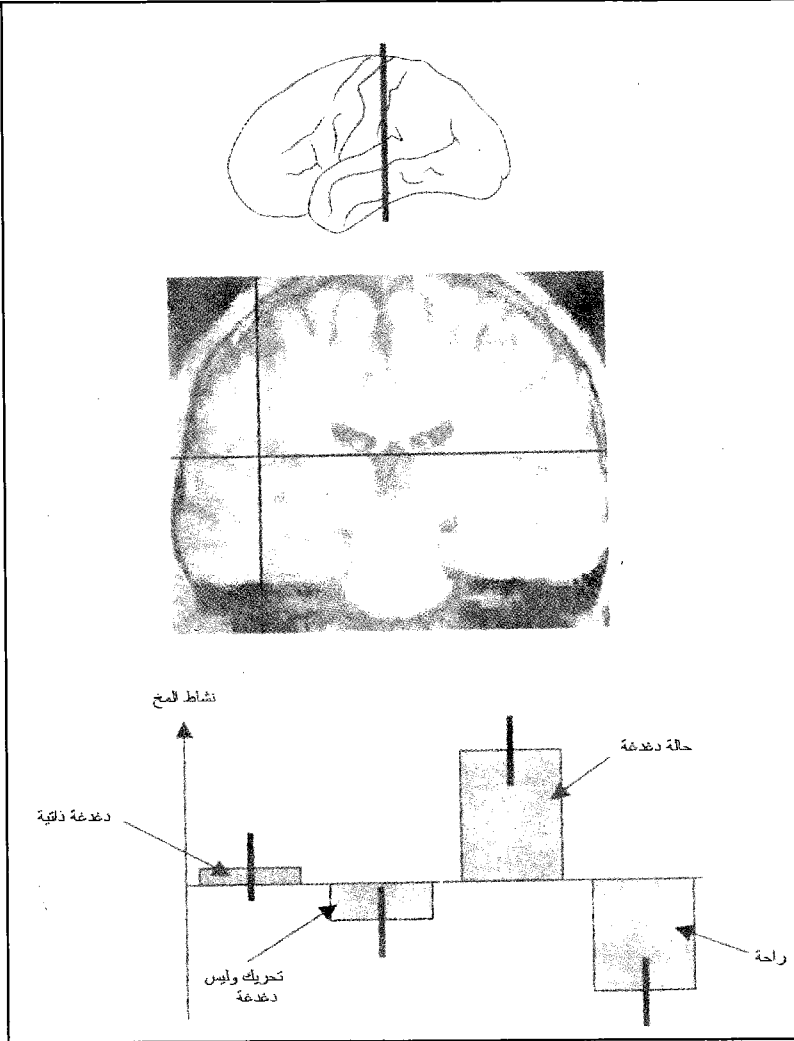 نشاط المخ
حالة دغدغة
دغدغة ذاتية
تحريك وليس
دغدغة
راحة